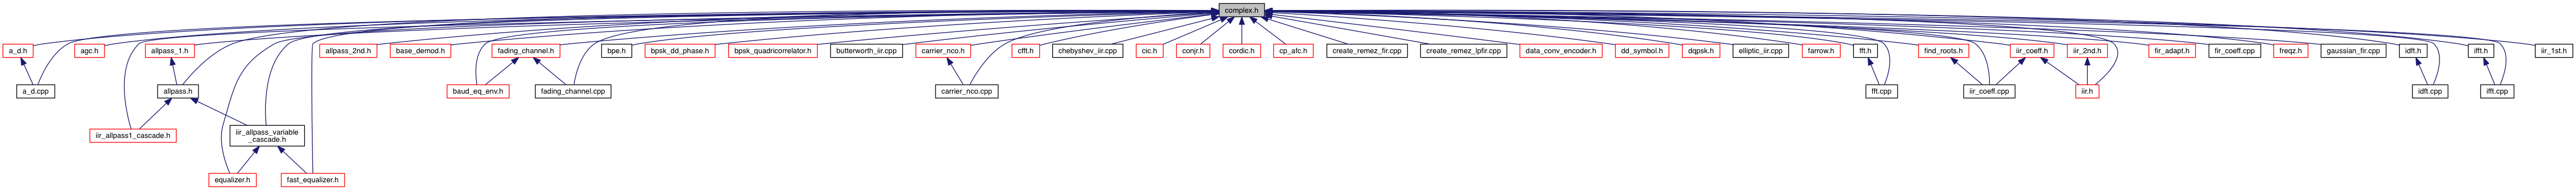 complex.h
a_d.h
agc.h
allpass_1.h
allpass_2nd.h
base_demod.h
fading_channel.h
bpe.h
bpsk_dd_phase.h
bpsk_quadricorrelator.h
butterworth_iir.cpp
carrier_nco.h
cfft.h
chebyshev_iir.cpp
cic.h
conjr.h
cordic.h
cp_afc.h
create_remez_fir.cpp
create_remez_lpfir.cpp
data_conv_encoder.h
dd_symbol.h
dqpsk.h
elliptic_iir.cpp
farrow.h
fft.h
find_roots.h
iir_coeff.h
iir_2nd.h
fir_adapt.h
fir_coeff.cpp
freqz.h
gaussian_fir.cpp
idft.h
ifft.h
iir_1st.h
a_d.cpp
allpass.h
baud_eq_env.h
fading_channel.cpp
carrier_nco.cpp
fft.cpp
iir_coeff.cpp
iir.h
idft.cpp
ifft.cpp
iir_allpass1_cascade.h
iir_allpass_variable
_cascade.h
equalizer.h
fast_equalizer.h